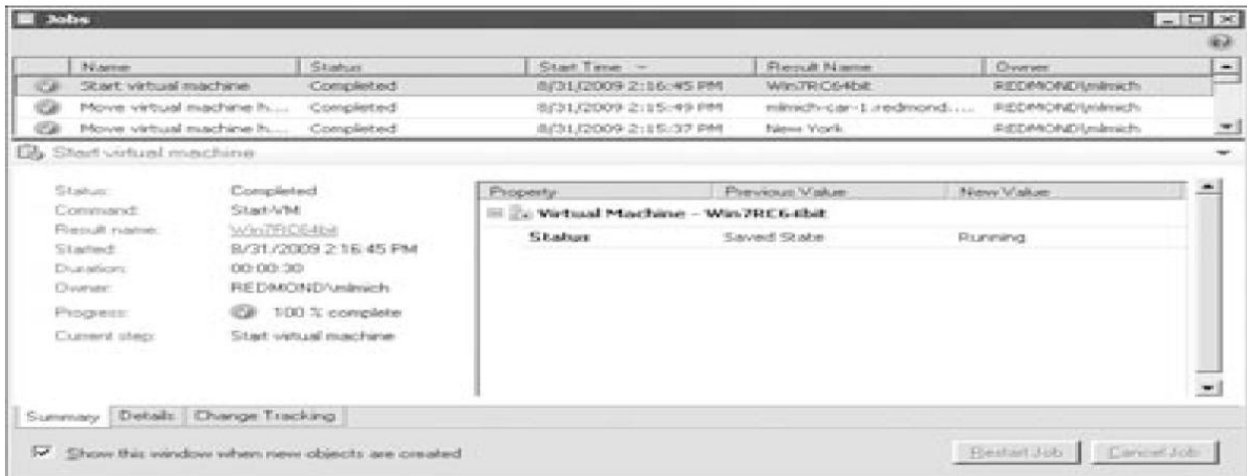 Jobs
Name Status Start Time Result Name Owner
Start virtual machine Completed 8/31/2009 2:16:45 PM Win7RC64bit REDMOND\mlmich
Move virtual machine h.... Completed 8/31/2009 2:15:49 PM mlmich-car-1.redmond.... REDMOND\mlmich
Move virtual machine h.... Completed 8/31/2009 2:15:37 PM New York REDMOND\mlmich
Start virtual machine
Status: Completed
Command: Start-VM
Result name: Win7RC64bit
Started: 8/31/2009 2:16:45 PM
Duration: 00:00:30
Owner: REDMOND\mlmich
Progress: 100 % complete
Current step: Start virtual machine
Property Previous Value New Value
Virtual Machine - Win7RC64bit
Status Saved State Running
Summary Details Change Tracking
Show this window when new objects are created
Restart Job Cancel Job